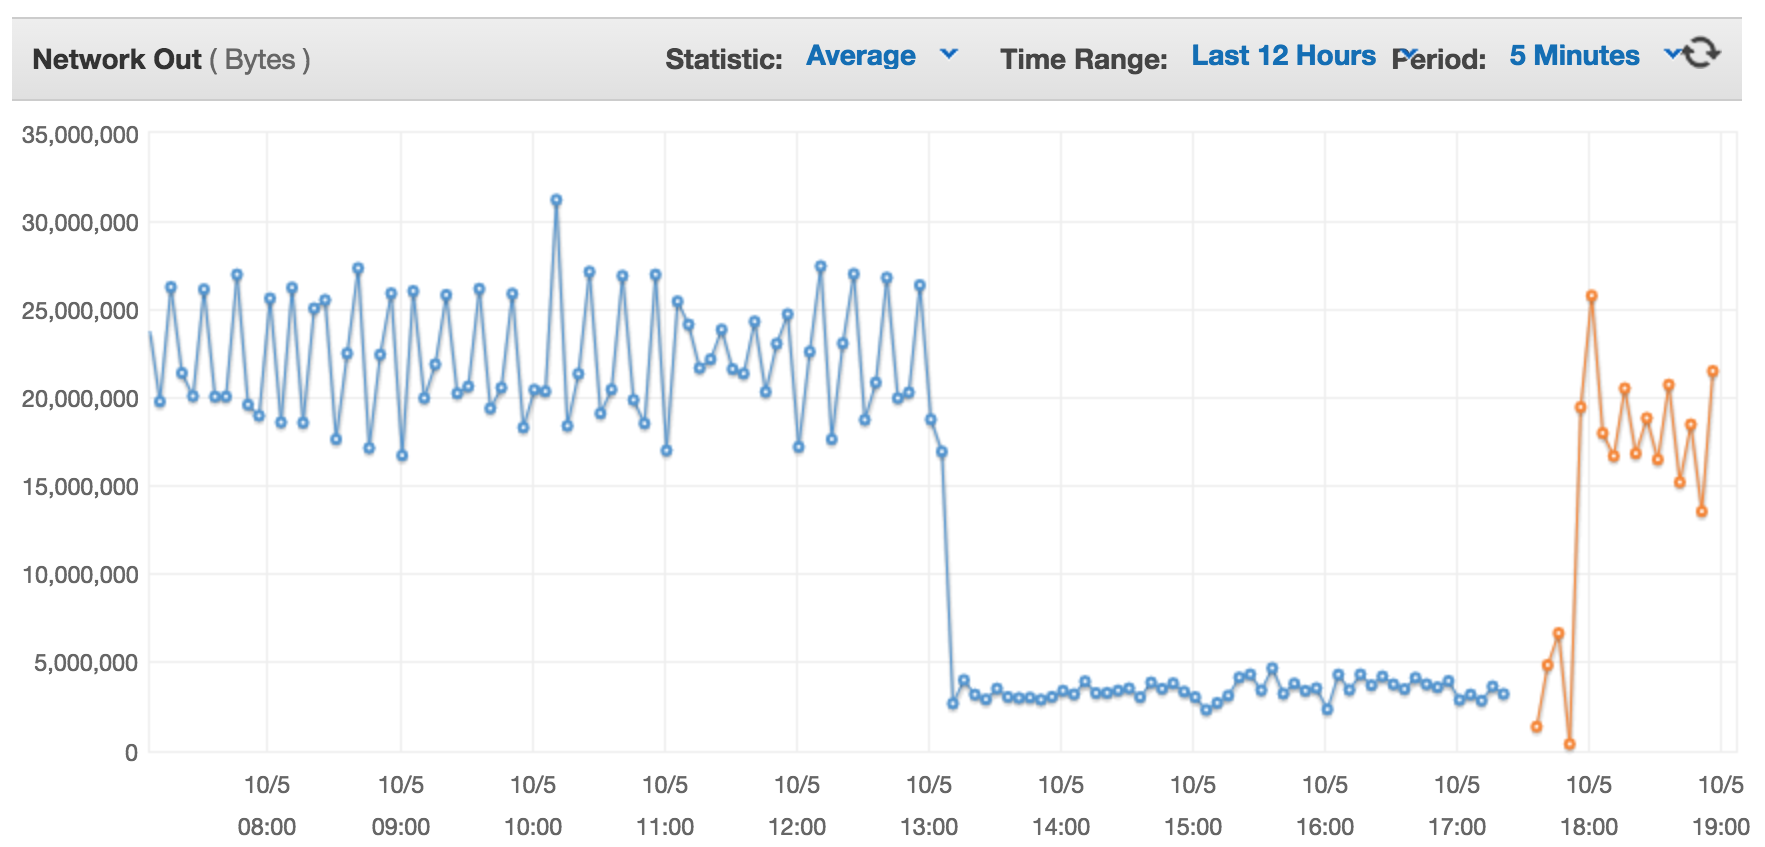 Network Out ( Bytes ) Statistic: Average Time Range: Last 12 Hours Period: 5 Minutes
35,000,000
30,000,000
25,000,000
20,000,000
15,000,000
10,000,000
5,000,000
0
10/5 10/5 10/5 10/5 10/5 10/5 10/5 10/5 10/5 10/5 10/5 10/5
08:00 09:00 10:00 11:00 12:00 13:00 14:00 15:00 16:00 17:00 18:00 19:00